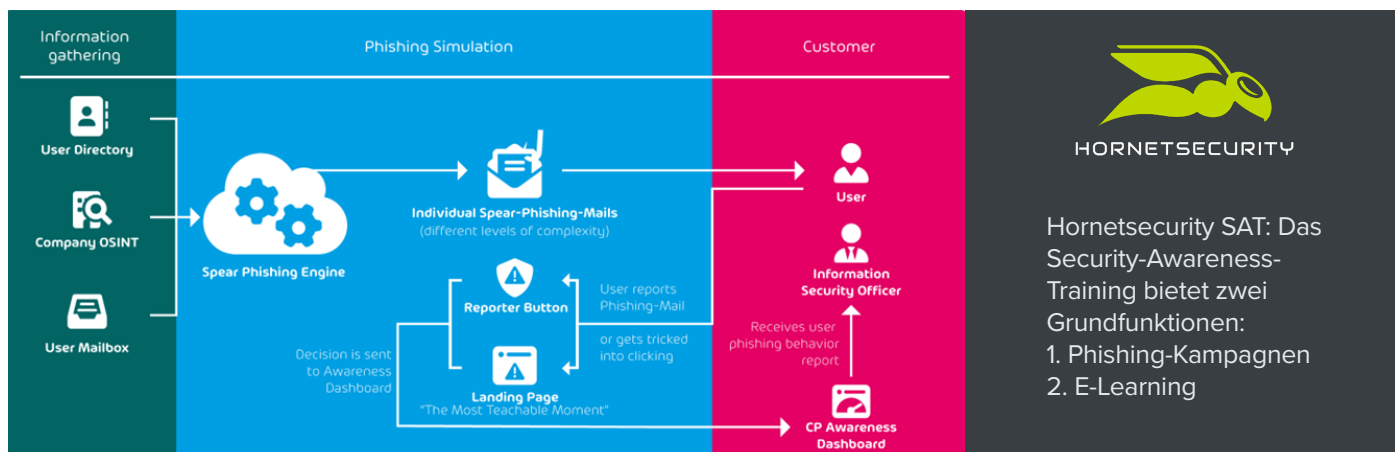 Information
gathering
Phishing Simulation
Customer
User Directory
Company OSINT
User Mailbox
Spear Phishing Engine
Individual Spear-Phishing-Mails
(different levels of complexity)
Reporter Button
User reports
Phishing-Mail
or gets tricked
into clicking
Decision is sent
to Awareness
Dashboard
Landing Page
"The Most Teachable Moment"
User
Information
Security Officer
Receives user
phishing behavior
report
CP Awareness
Dashboard
HORNETSECURITY
Hornetsecurity SAT: Das
Security-Awareness-
Training bietet zwei
Grundfunktionen:
1. Phishing-Kampagnen
2. E-Learning